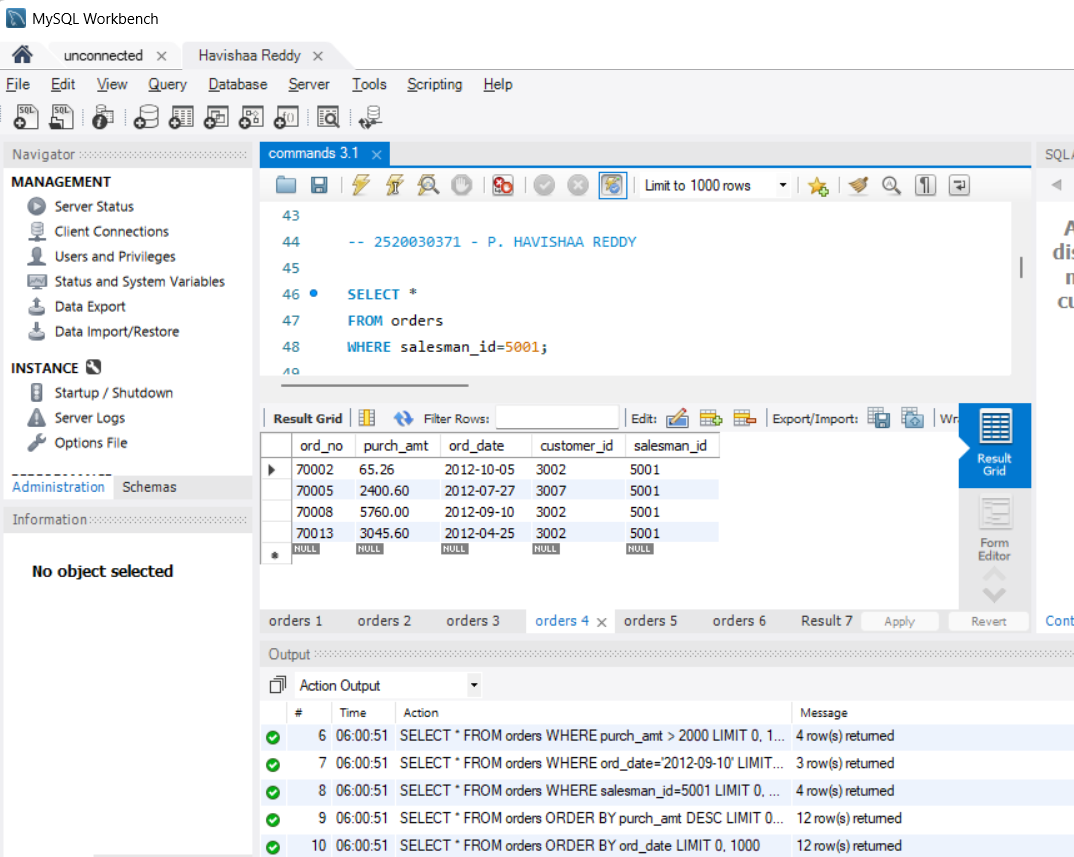 MySQL Workbench
unconnected
Havishaa Reddy
File Edit View Query Database Server Tools Scripting Help
Navigator
MANAGEMENT
Server Status
Client Connections
Users and Privileges
Status and System Variables
Data Export
Data Import/Restore
INSTANCE
Startup / Shutdown
Server Logs
Options File
Administration Schemas
Information
No object selected
commands 3.1
Limit to 1000 rows
43
44 -- 2520030371 - P. HAVISHAA REDDY
45
46 SELECT *
47 FROM orders
48 WHERE salesman_id=5001;
49
Result Grid Filter Rows: Edit: Export/Import: Wr
ord_no purch_amt ord_date customer_id salesman_id
70002 65.26 2012-10-05 3002 5001
70005 2400.60 2012-07-27 3007 5001
70008 5760.00 2012-09-10 3002 5001
70013 3045.60 2012-04-25 3002 5001
NULL NULL NULL NULL NULL
Result
Grid
Form
Editor
orders 1 orders 2 orders 3 orders 4 orders 5 orders 6 Result 7 Apply Revert
Output
Action Output
# Time Action Message
6 06:00:51 SELECT * FROM orders WHERE purch_amt > 2000 LIMIT 0, 1... 4 row(s) returned
7 06:00:51 SELECT * FROM orders WHERE ord_date='2012-09-10' LIMIT... 3 row(s) returned
8 06:00:51 SELECT * FROM orders WHERE salesman_id=5001 LIMIT 0, ... 4 row(s) returned
9 06:00:51 SELECT * FROM orders ORDER BY purch_amt DESC LIMIT 0... 12 row(s) returned
10 06:00:51 SELECT * FROM orders ORDER BY ord_date LIMIT 0, 1000 12 row(s) returned
SQLA
A
dis
cu
Cont